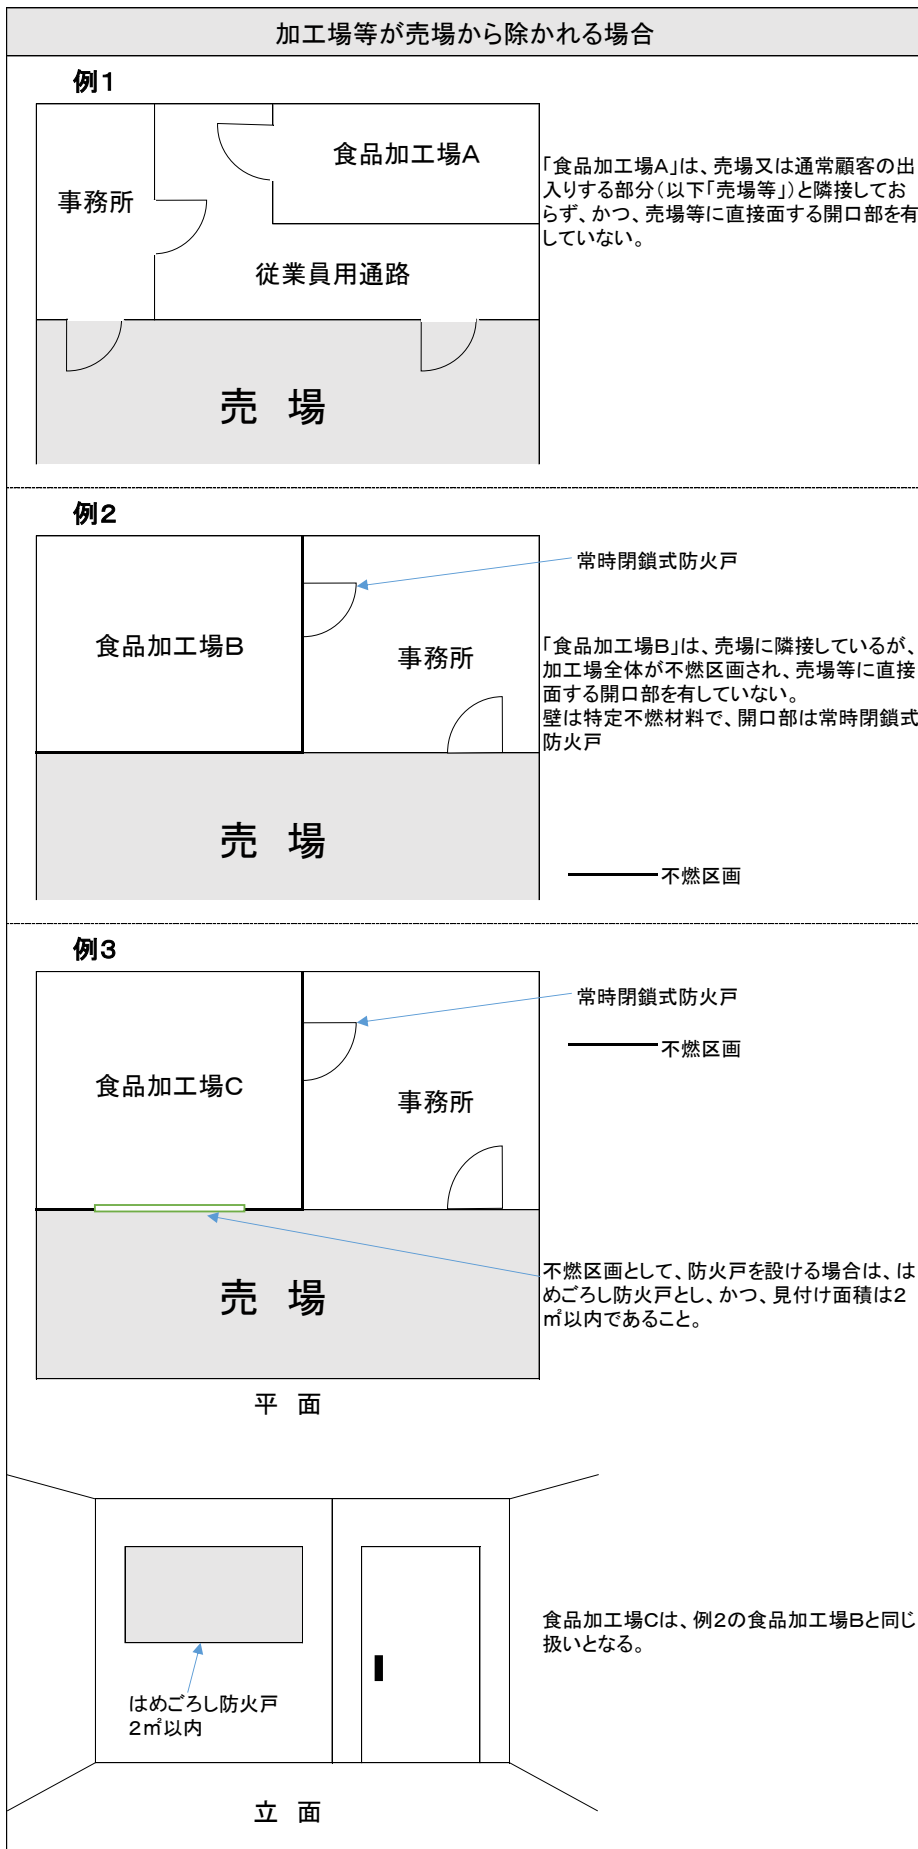 加工場等が売場から除かれる場合
例1
食品加工場A
事務所
従業員用通路
売 場
「食品加工場A」は、売場又は通常顧客の出
入りする部分(以下「売場等」)と隣接してお
らず、かつ、売場等に直接面する開口部を有
していない。
例2
常時閉鎖式防火戸
食品加工場B
事務所
売 場
「食品加工場B」は、売場に隣接しているが、
加工場全体が不燃区画され、売場等に直接
面する開口部を有していない。
壁は特定不燃材料で、開口部は常時閉鎖式
防火戸
不燃区画
例3
常時閉鎖式防火戸
不燃区画
食品加工場C
事務所
売 場
不燃区画として、防火戸を設ける場合は、は
めごろし防火戸とし、かつ、見付け面積は2
㎡以内であること。
平 面
食品加工場Cは、例2の食品加工場Bと同じ
扱いとなる。
はめごろし防火戸
2㎡以内
立 面